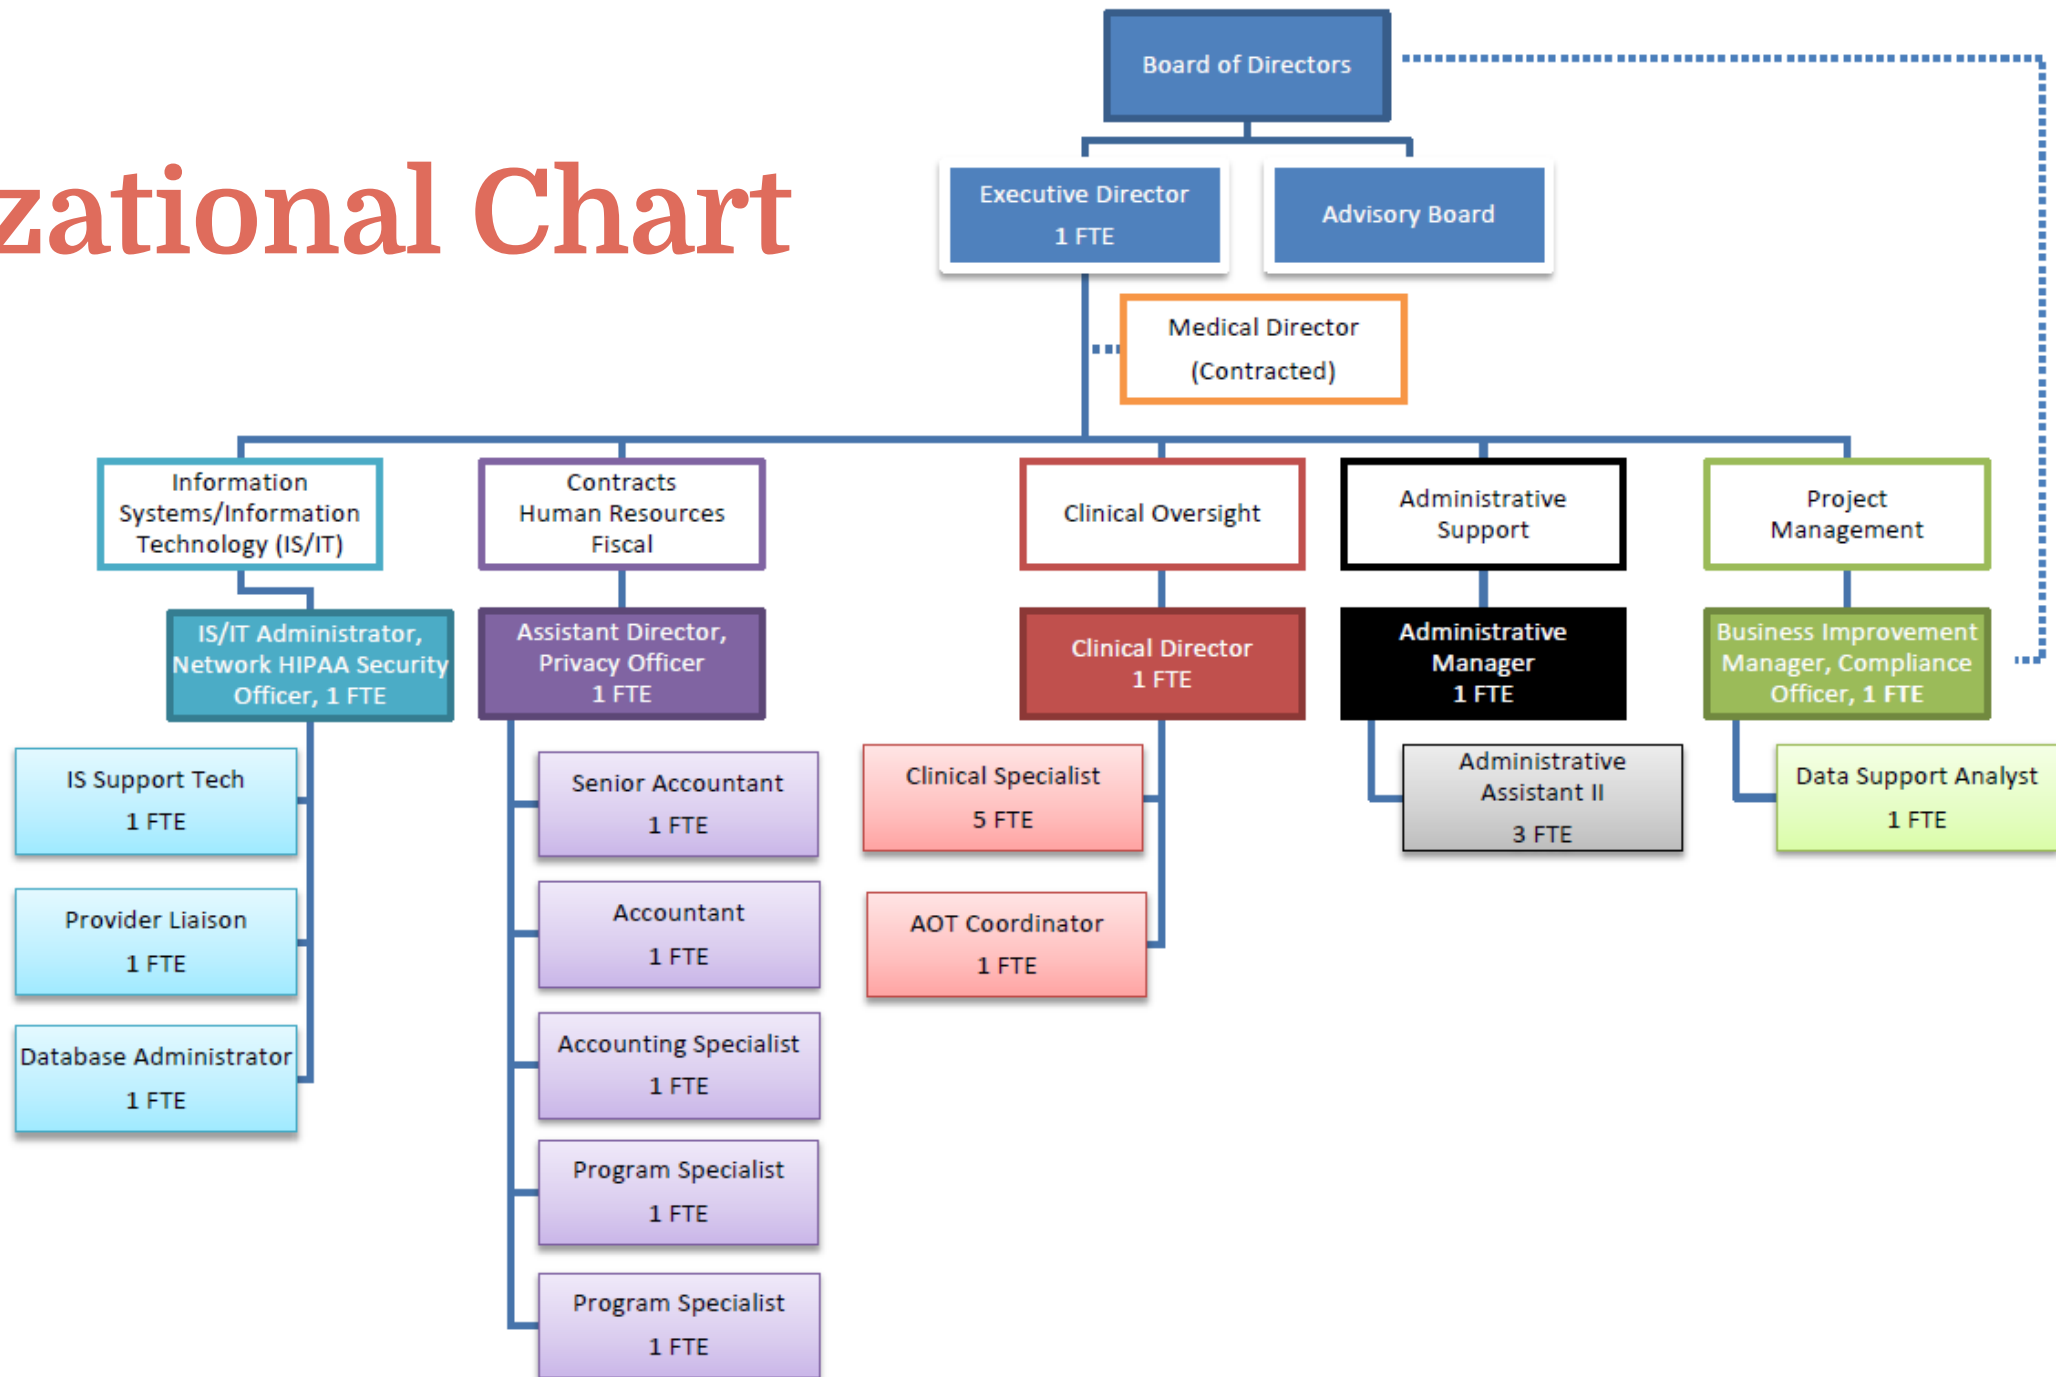 Board of Directors
zational Chart
Executive Director
1 FTE
Advisory Board
Medical Director
(Contracted)
Information
Systems/Information
Technology (IS/IT)
Contracts
Human Resources
Fiscal
Clinical Oversight
Administrative
Support
Project
Management
IS/IT Administrator,
Network HIPAA Security
Officer, 1 FTE
Assistant Director,
Privacy Officer
1 FTE
Clinical Director
1 FTE
Administrative
Manager
1 FTE
Business Improvement
Manager, Compliance
Officer, 1 FTE
IS Support Tech
1 FTE
Provider Liaison
1 FTE
Database Administrator
1 FTE
Senior Accountant
1 FTE
Accountant
1 FTE
Accounting Specialist
1 FTE
Program Specialist
1 FTE
Program Specialist
1 FTE
Clinical Specialist
5 FTE
AOT Coordinator
1 FTE
Administrative
Assistant II
3 FTE
Data Support Analyst
1 FTE